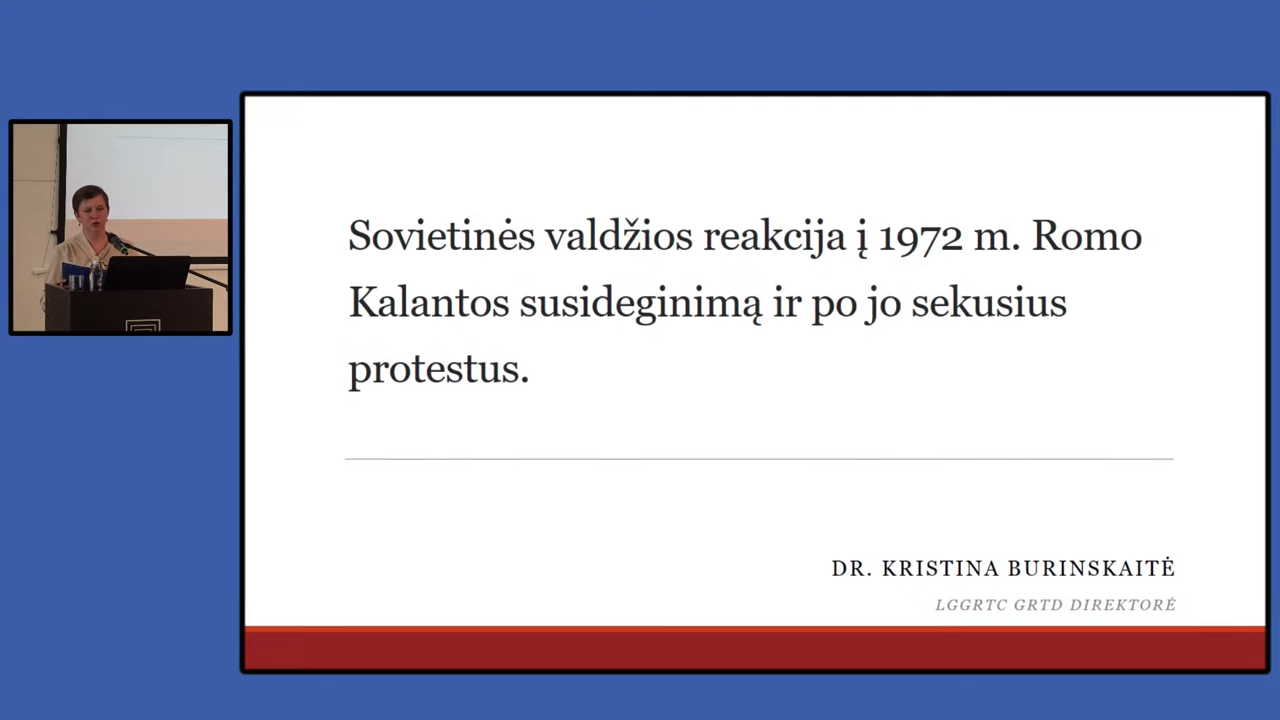 Sovietinės valdžios reakcija į 1972 m. Romo
Kalantos susideginimą ir po jo sekusius
protestus.
DR. KRISTINA BURINSKAITĖ
LGGRTC GRTD DIREKTORĖ